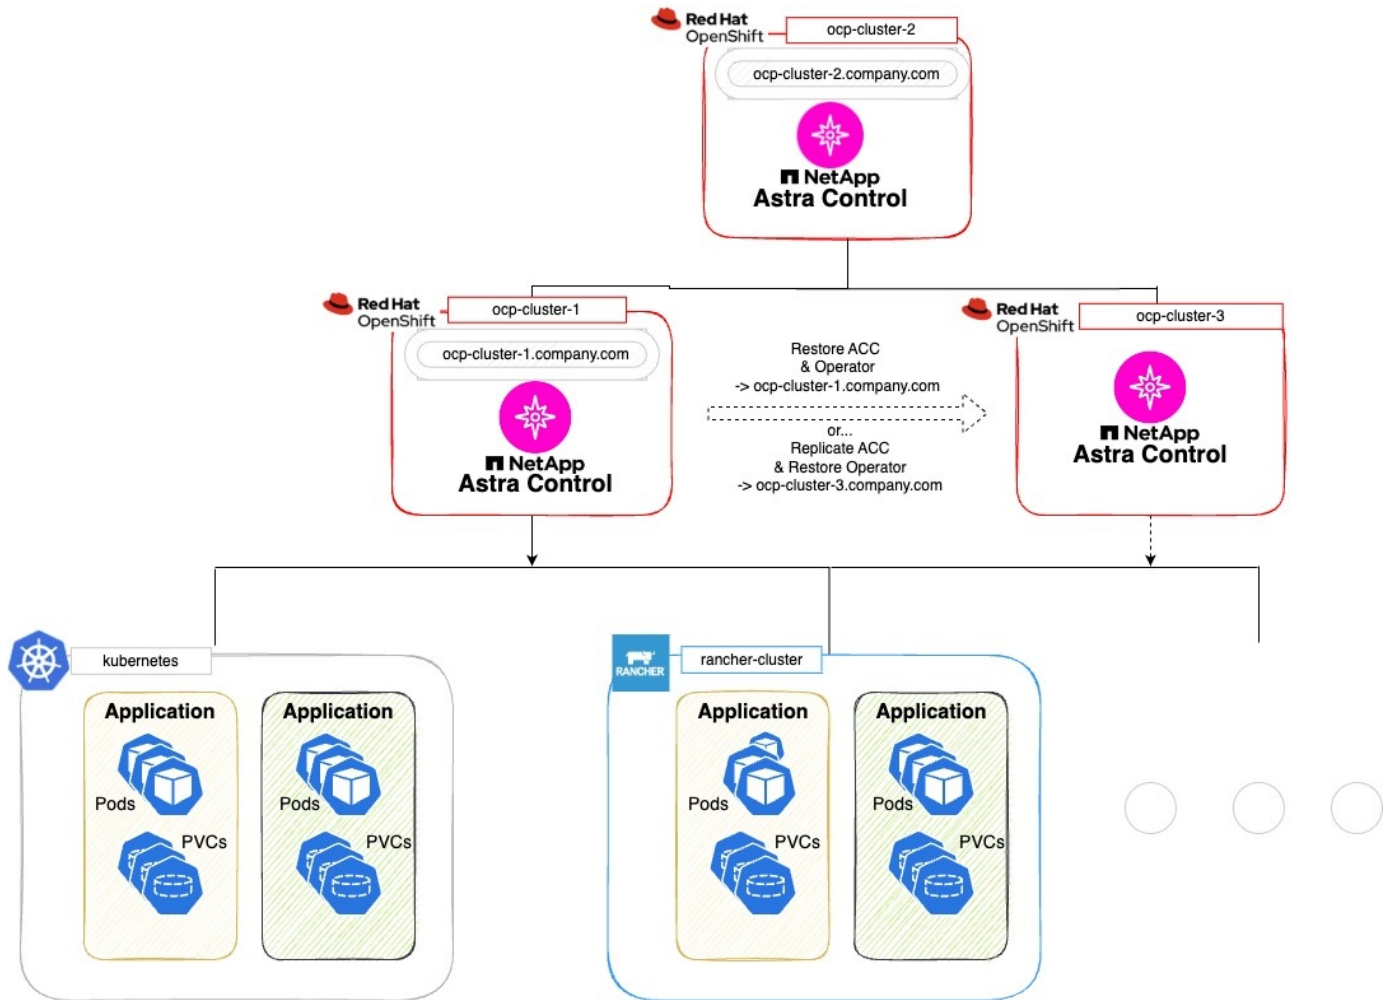 Red Hat
OpenShift
ocp-cluster-2
ocp-cluster-2.company.com
NetApp
Astra Control
Red Hat
OpenShift
ocp-cluster-1
ocp-cluster-1.company.com
NetApp
Astra Control
Restore ACC
& Operator
-> ocp-cluster-1.company.com
or...
Replicate ACC
& Restore Operator
-> ocp-cluster-3.company.com
Red Hat
OpenShift
ocp-cluster-3
NetApp
Astra Control
kubernetes
Application
Pods
PVCs
Application
Pods
PVCs
RANCHER
rancher-cluster
Application
Pods
PVCs
Application
Pods
PVCs